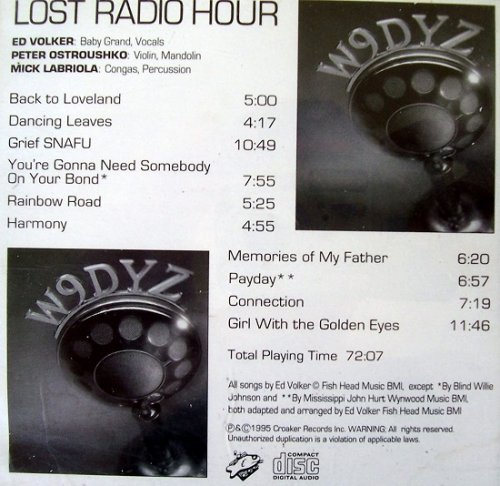 LOST RADIO HOUR
ED VOLKER: Baby Grand, Vocals
PETER OSTROUSHKO: Violin, Mandolin
MICK LABRIOLA: Congas, Percussion
Back to Loveland 5:00
Dancing Leaves 4:17
Grief SNAFU 10:49
You're Gonna Need Somebody
On Your Bond* 7:55
Rainbow Road 5:25
Harmony 4:55
W9DYZ
W9DYZ
Memories of My Father 6:20
Payday** 6:57
Connection 7:19
Girl With the Golden Eyes 11:46
Total Playing Time 72:07
All songs by Ed Volker © Fish Head Music BMI, except *By Blind Willie
Johnson and **By Mississippi John Hurt Wynwood Music BMI,
both adapted and arranged by Ed Volker Fish Head Music BMI
℗&©1995 Croaker Records Inc. WARNING: All rights reserved.
Unauthorized duplication is a violation of applicable laws.
COMPACT
disc
DIGITAL AUDIO